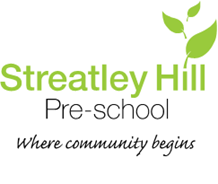 Streatley Hill
Pre-school
Where community begins